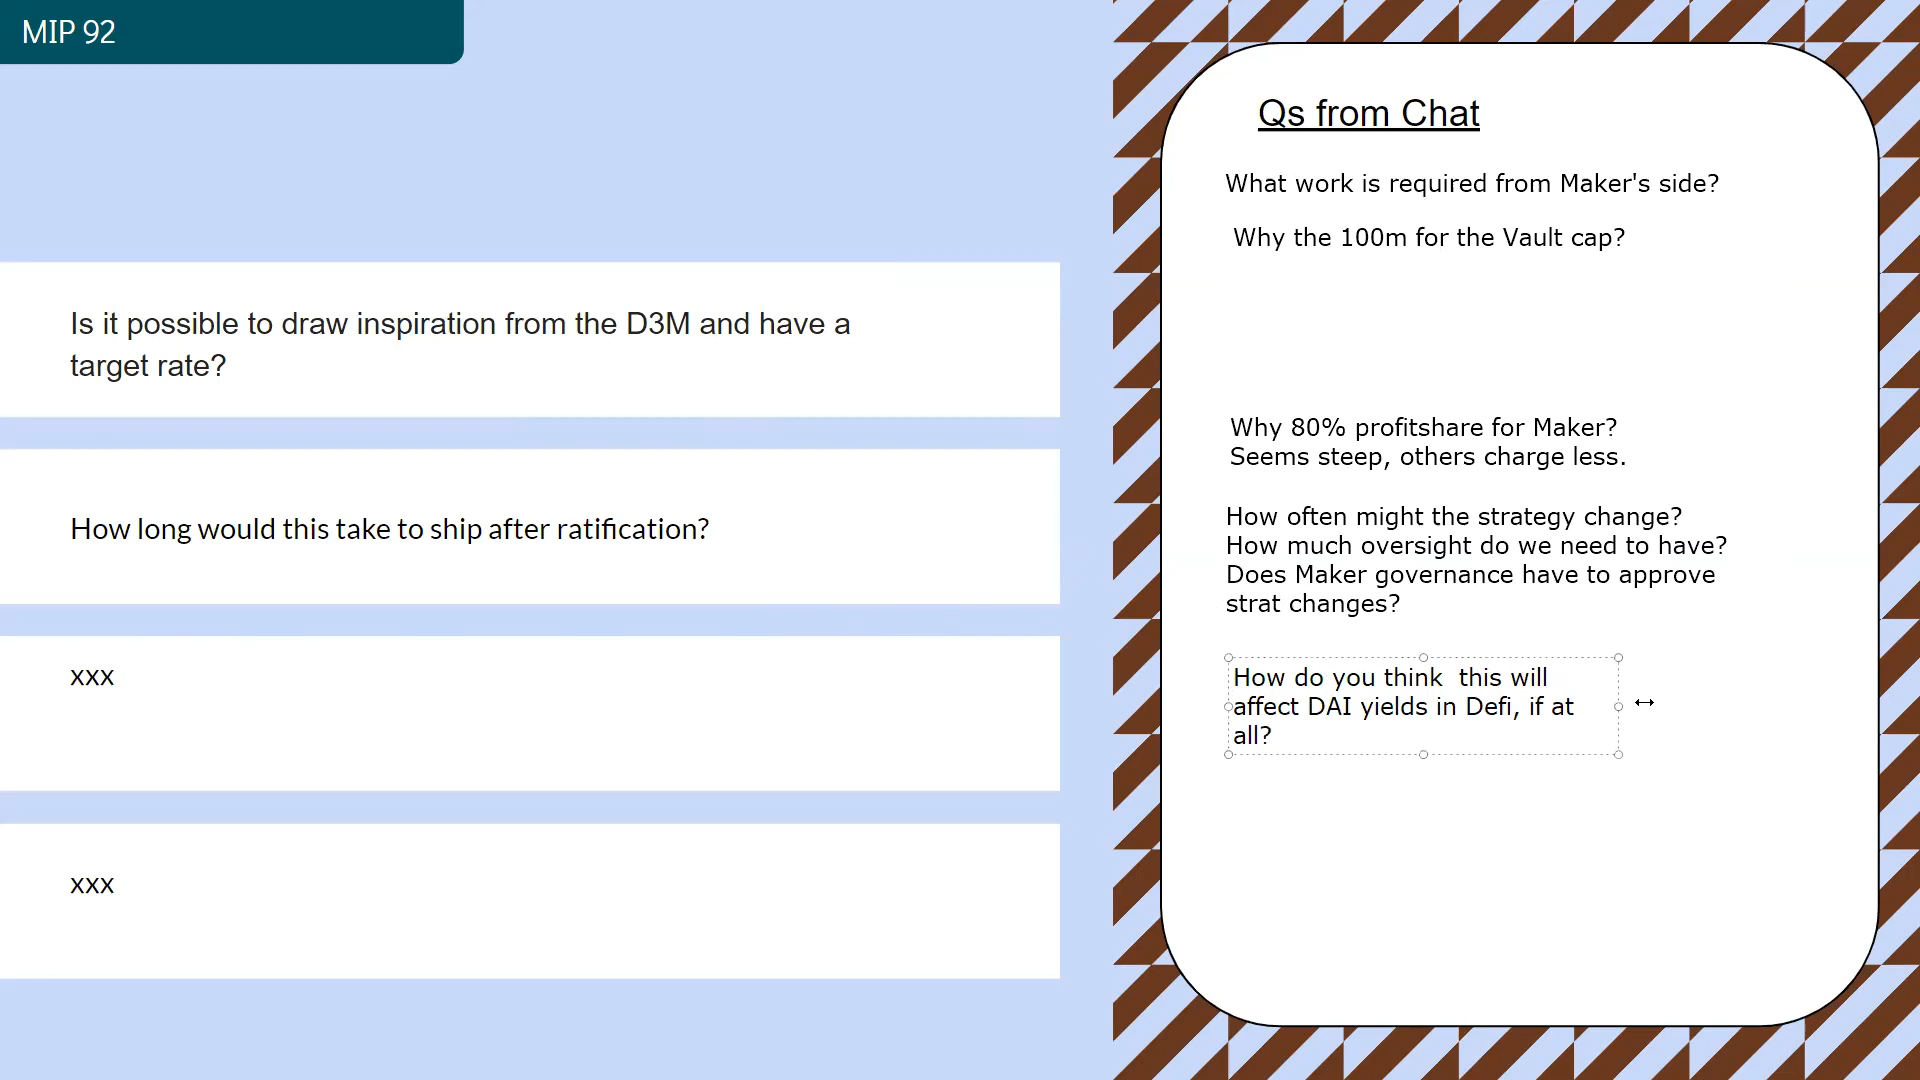 MIP 92
Is it possible to draw inspiration from the D3M and have a
target rate?
How long would this take to ship after ratification?
xxx
xxx
Qs from Chat
What work is required from Maker's side?
Why the 100m for the Vault cap?
Why 80% profitshare for Maker?
Seems steep, others charge less.
How often might the strategy change?
How much oversight do we need to have?
Does Maker governance have to approve
strat changes?
How do you think  this will
affect DAI yields in Defi, if at
all?